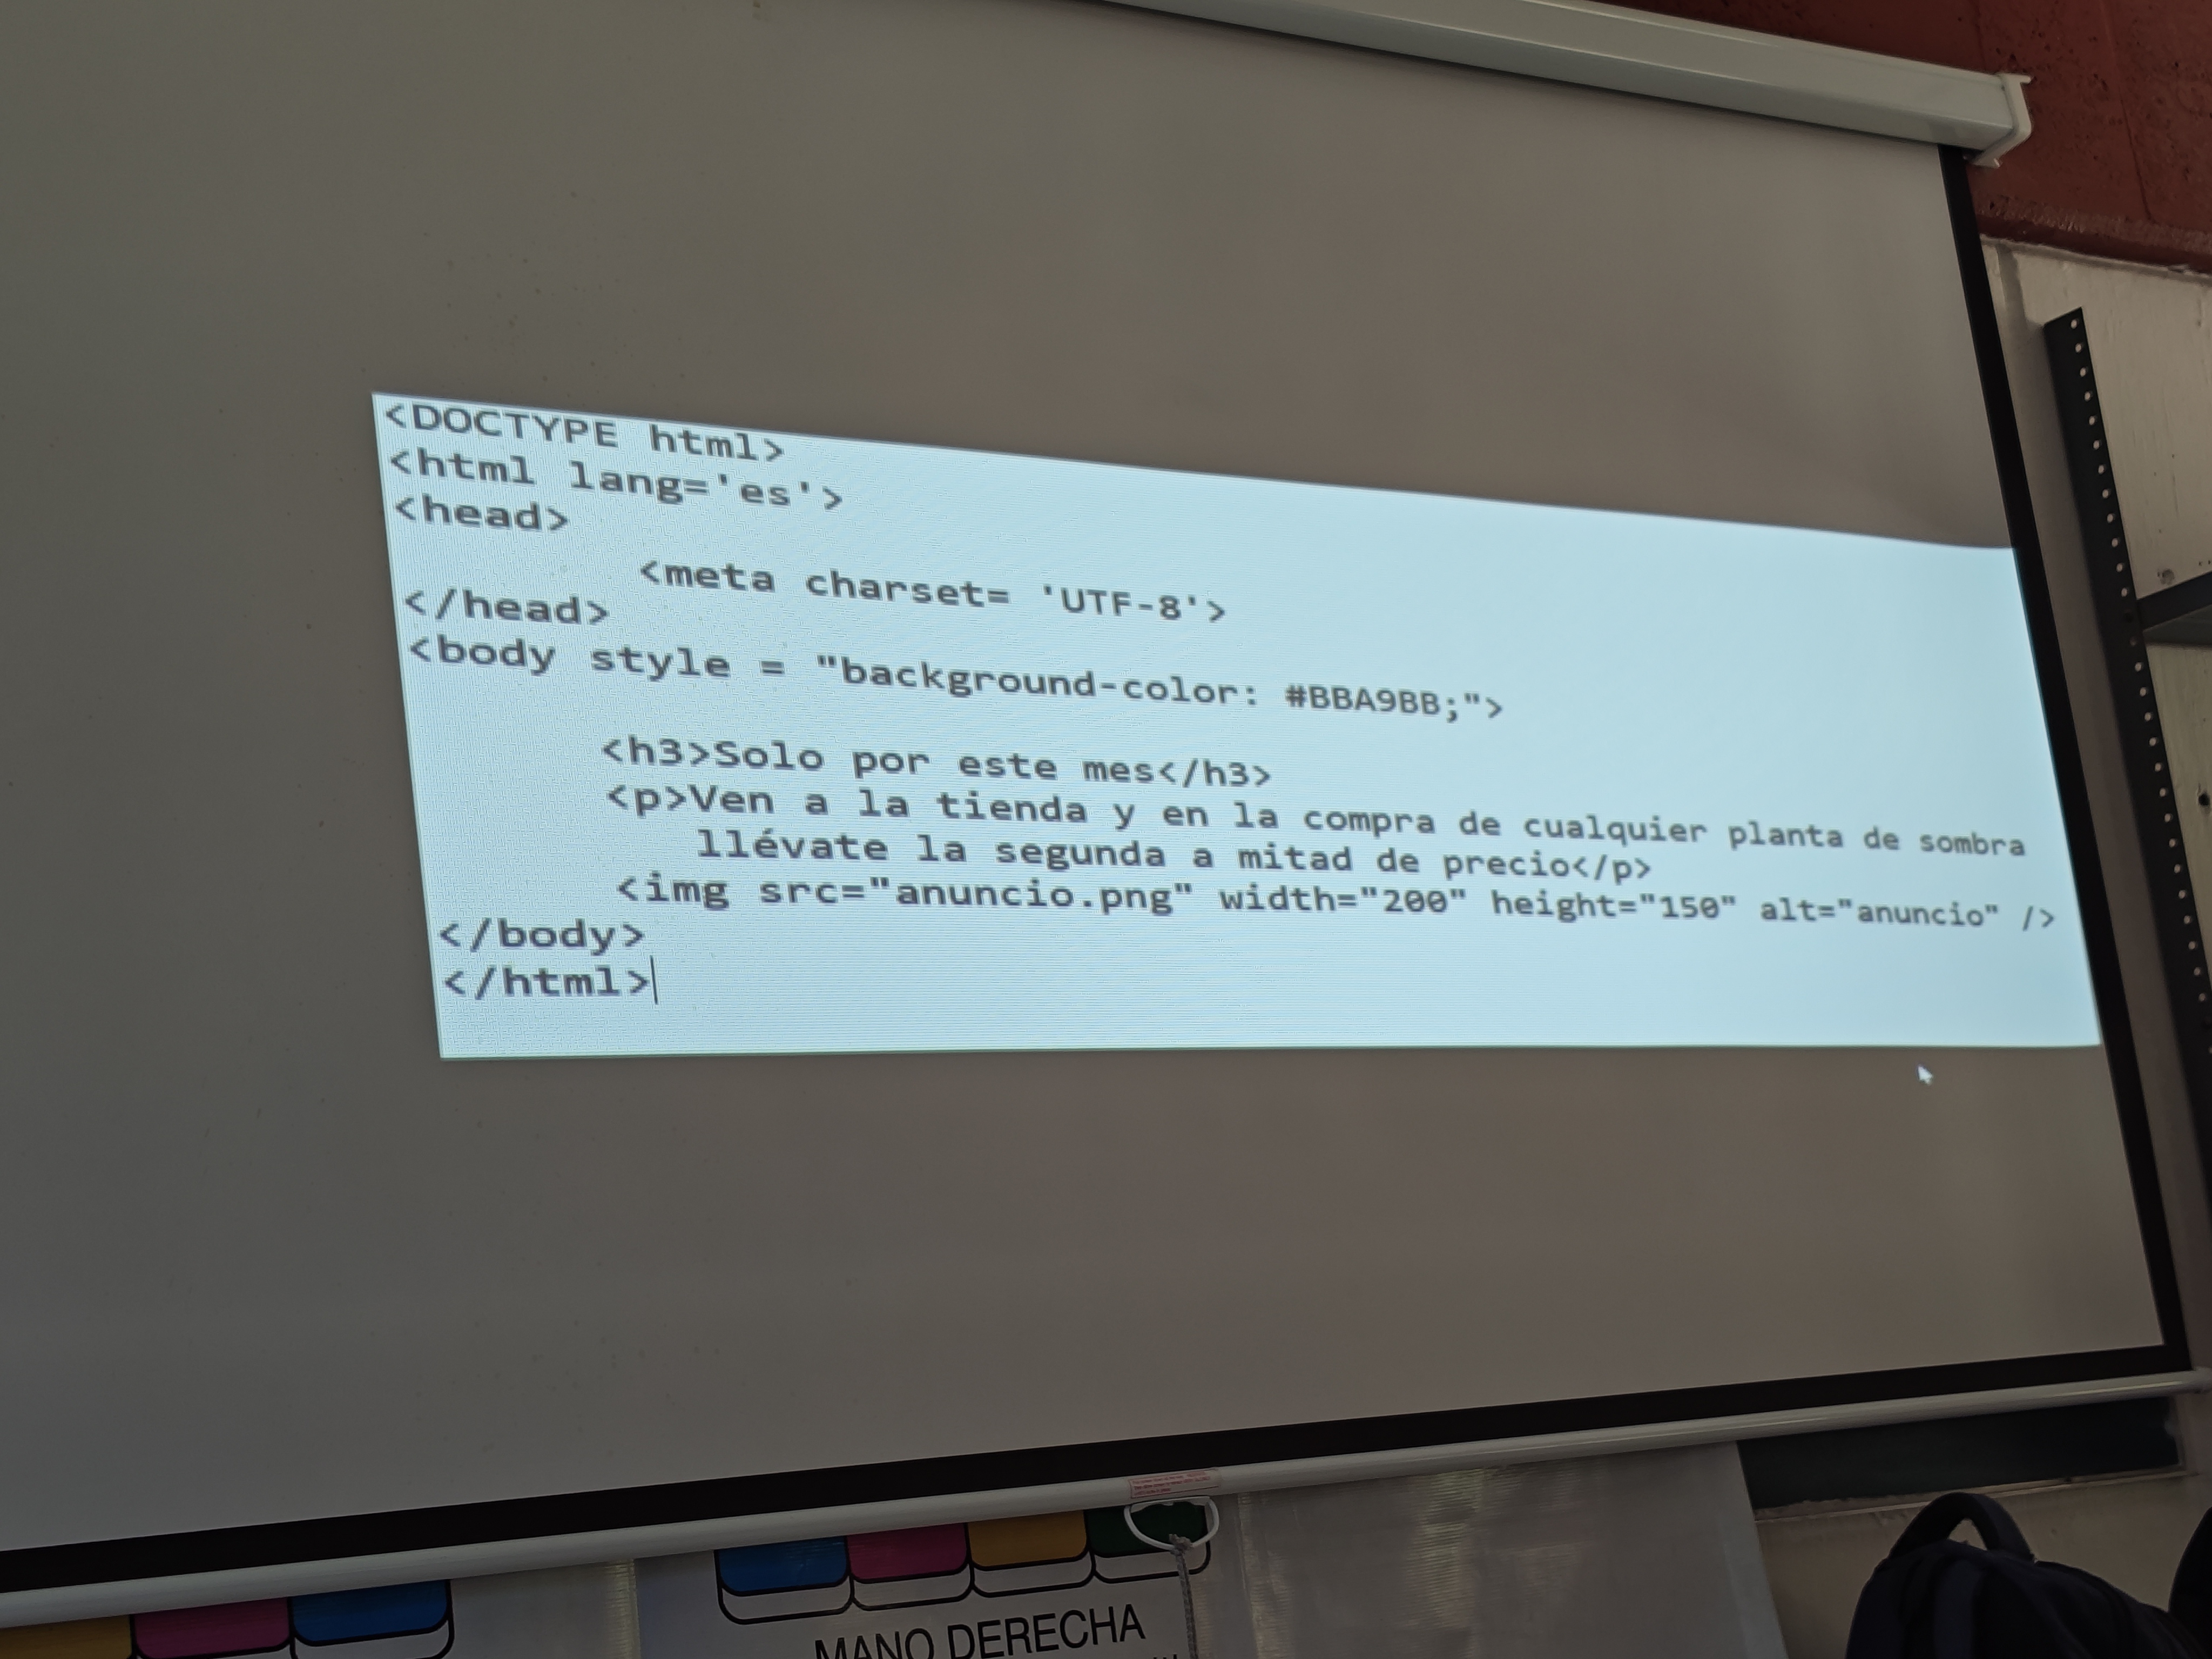 <DOCTYPE html>
<html lang='es'>
<head>
<meta charset= 'UTF-8'>
</head>
<body style = "background-color: #BBA9BB;">
<h3>Solo por este mes</h3>
<p>Ven a la tienda y en la compra de cualquier planta de sombra
llévate la segunda a mitad de precio</p>
<img src="anuncio.png" width="200" height="150" alt="anuncio" />
</body>
</html>
MANO DERECHA